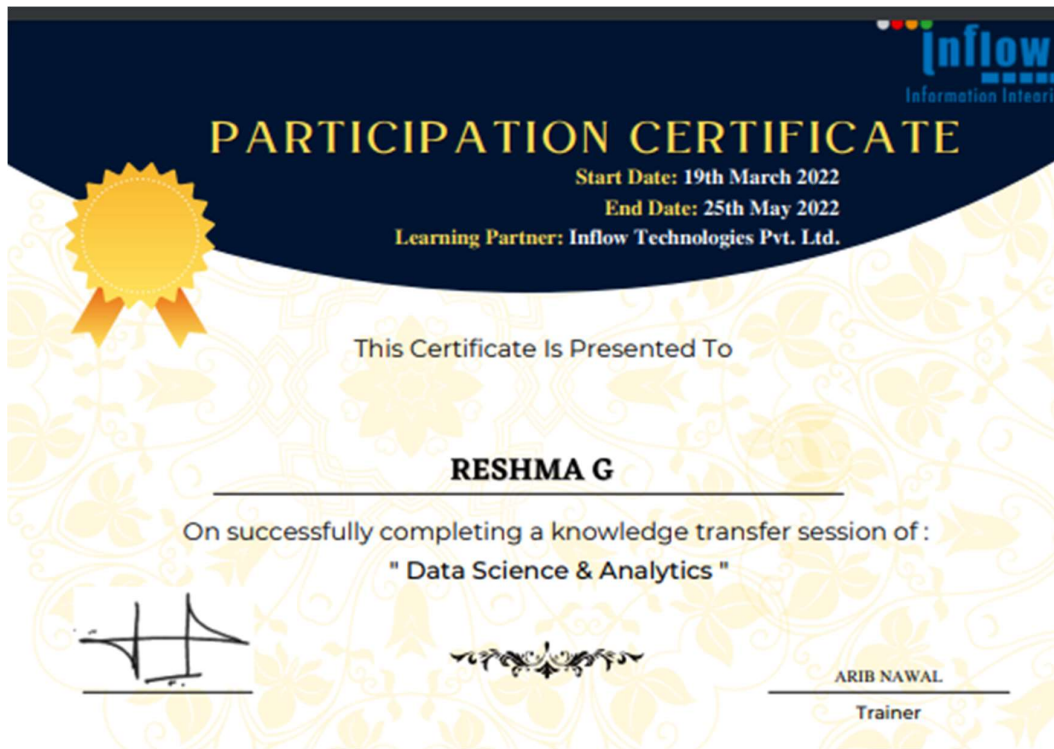 inflow
Information
PARTICIPATION CERTIFICATE
Start Date: 19th March 2022
End Date: 25th May 2022
Learning Partner: Inflow Technologies Pvt. Ltd.
This Certificate Is Presented To
RESHMA G
On successfully completing a knowledge transfer session of :
" Data Science & Analytics "
ARIB NAWAL
Trainer